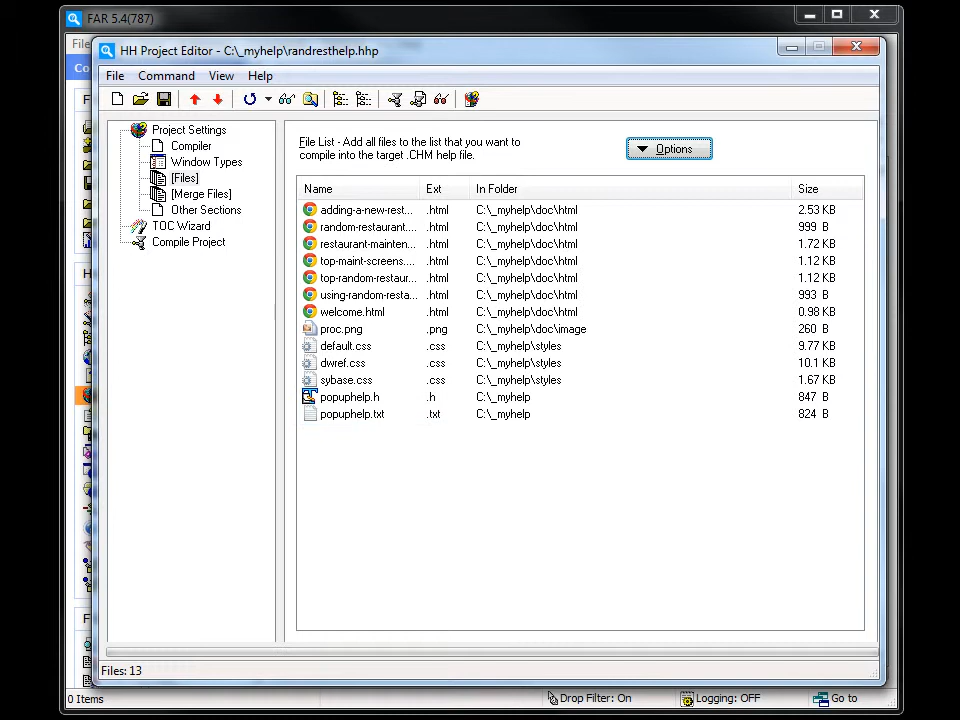 FAR 5.4(787)
File
HH Project Editor - C:\_myhelp\randresthelp.hhp
File Command View Help
Co
Project Settings
Compiler
Window Types
[Files]
[Merge Files]
Other Sections
TOC Wizard
Compile Project
File List - Add all files to the list that you want to
compile into the target .CHM help file.
Options
Name Ext In Folder Size
adding-a-new-rest... .html C:\_myhelp\doc\html 2.53 KB
random-restaurant.... .html C:\_myhelp\doc\html 999 B
restaurant-mainten... .html C:\_myhelp\doc\html 1.72 KB
top-maint-screens.... .html C:\_myhelp\doc\html 1.12 KB
top-random-restaur... .html C:\_myhelp\doc\html 1.12 KB
using-random-resta... .html C:\_myhelp\doc\html 993 B
welcome.html .html C:\_myhelp\doc\html 0.98 KB
proc.png .png C:\_myhelp\doc\image 260 B
default.css .css C:\_myhelp\styles 9.77 KB
dwref.css .css C:\_myhelp\styles 10.1 KB
sybase.css .css C:\_myhelp\styles 1.67 KB
popuphelp.h .h C:\_myhelp 847 B
popuphelp.txt .txt C:\_myhelp 824 B
F
H
F
Files: 13
0 Items Drop Filter: On Logging: OFF Go to